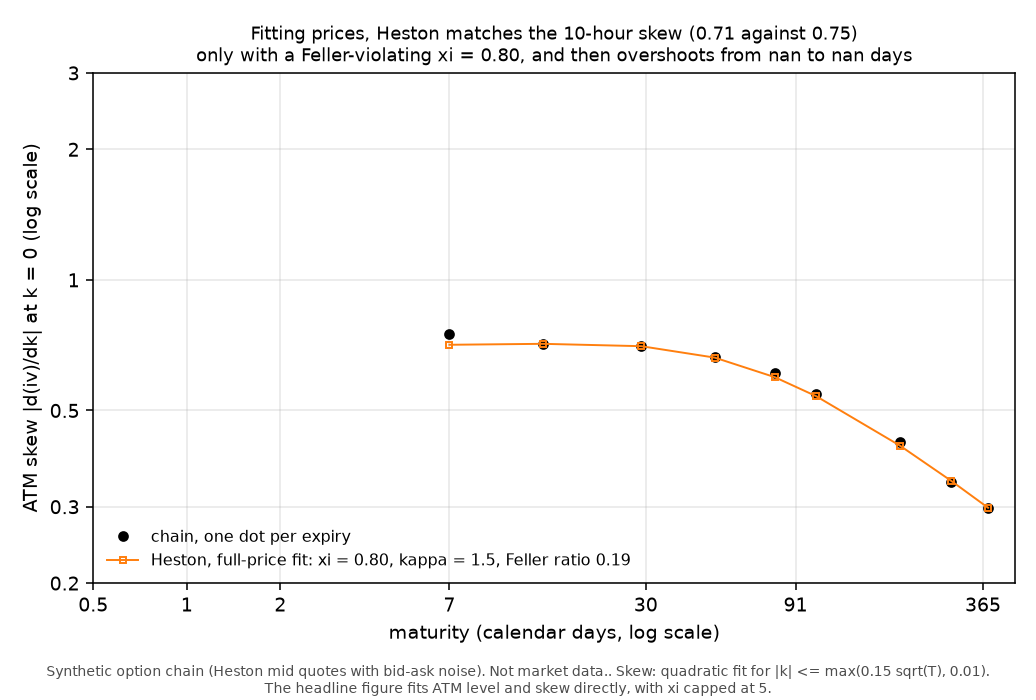 Fitting prices, Heston matches the 10-hour skew (0.71 against 0.75)
only with a Feller-violating xi = 0.80, and then overshoots from nan to nan days
ATM skew |d(iv)/dk| at k = 0 (log scale)
3
2
1
0.5
0.3
0.2
chain, one dot per expiry
Heston, full-price fit: xi = 0.80, kappa = 1.5, Feller ratio 0.19
0.5 1 2 7 30 91 365
maturity (calendar days, log scale)
Synthetic option chain (Heston mid quotes with bid-ask noise). Not market data.. Skew: quadratic fit for |k| <= max(0.15 sqrt(T), 0.01).
The headline figure fits ATM level and skew directly, with xi capped at 5.